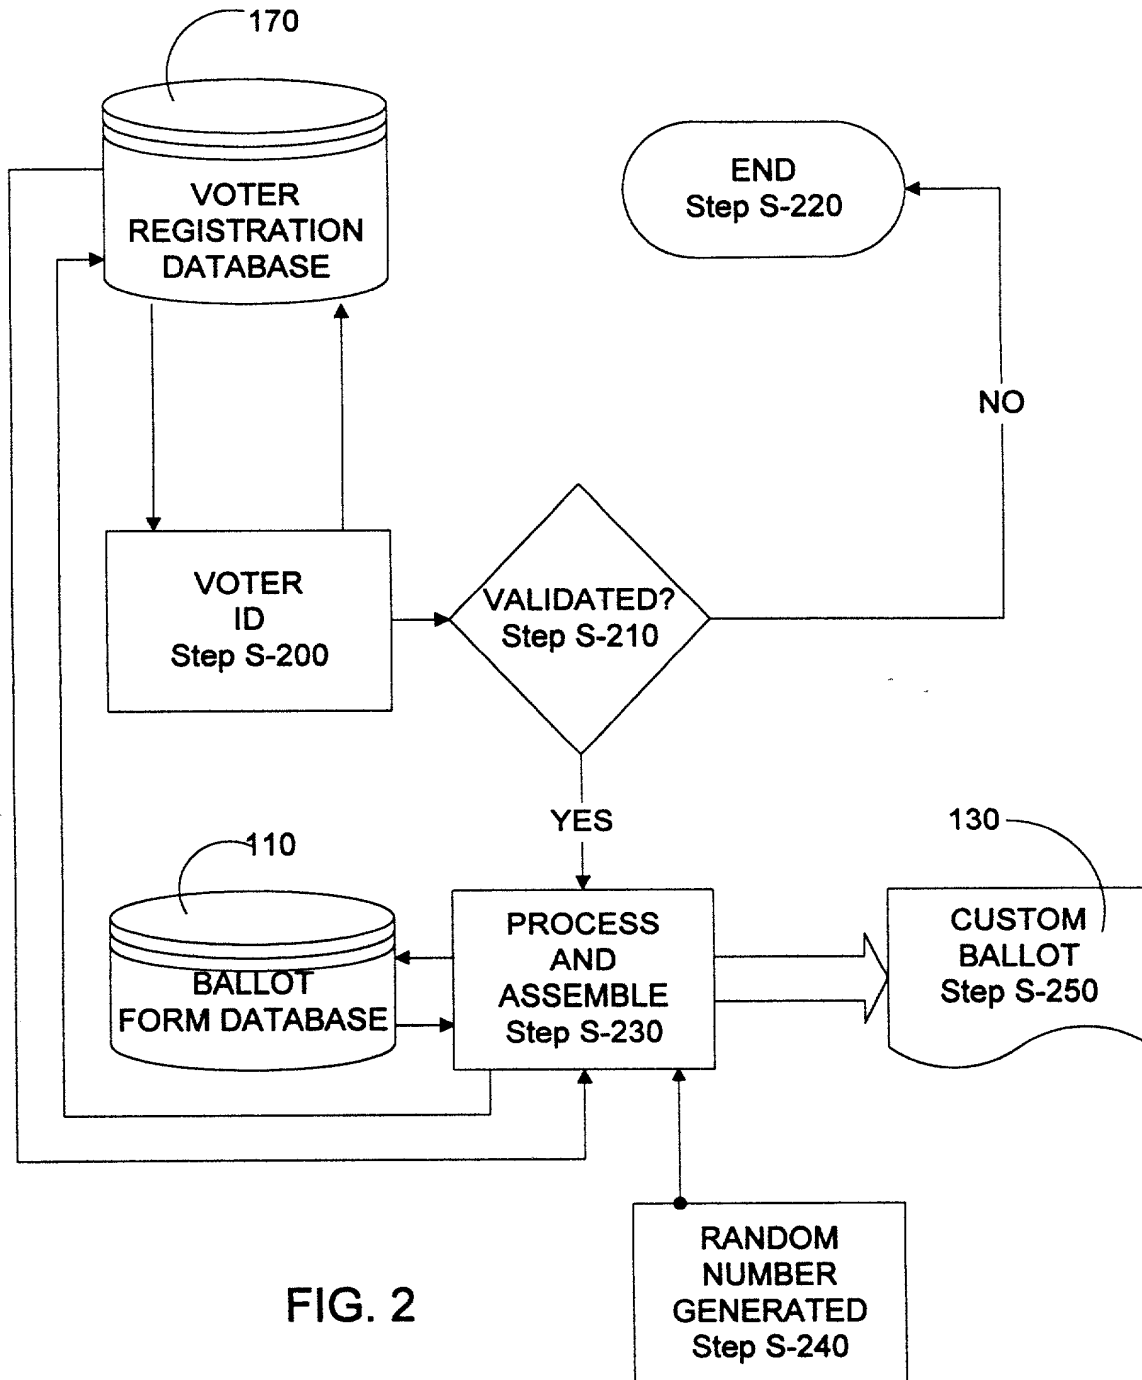 170
VOTER
REGISTRATION
DATABASE
END
Step S-220
NO
VOTER
ID
Step S-200
VALIDATED?
Step S-210
YES
110
BALLOT
FORM DATABASE
PROCESS
AND
ASSEMBLE
Step S-230
130
CUSTOM
BALLOT
Step S-250
RANDOM
NUMBER
GENERATED
Step S-240
FIG. 2